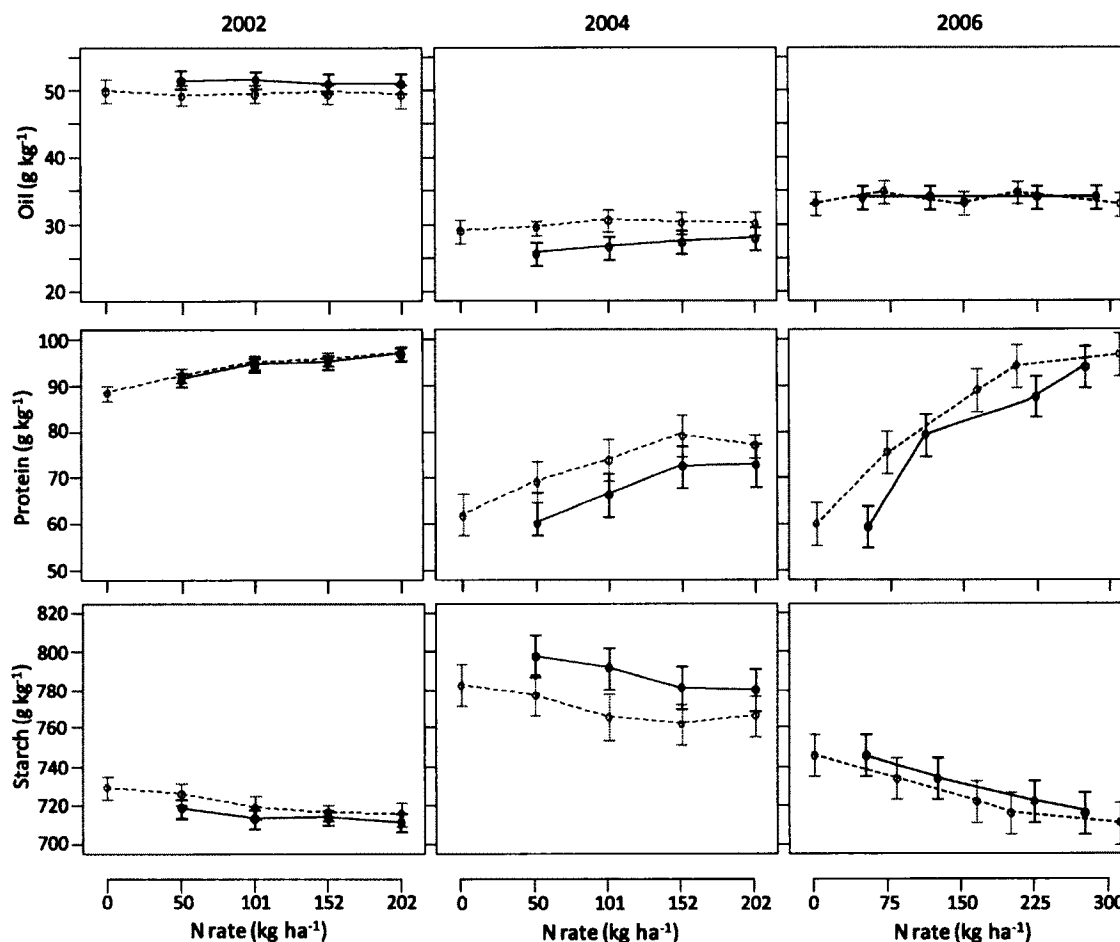 2002 2004 2006
Oil (g kg⁻¹)
50
40
30
20
Protein (g kg⁻¹)
100
90
80
70
60
50
Starch (g kg⁻¹)
820
800
780
760
740
720
700
0 50 101 152 202 0 50 101 152 202 0 75 150 225 300
N rate (kg ha⁻¹) N rate (kg ha⁻¹) N rate (kg ha⁻¹)